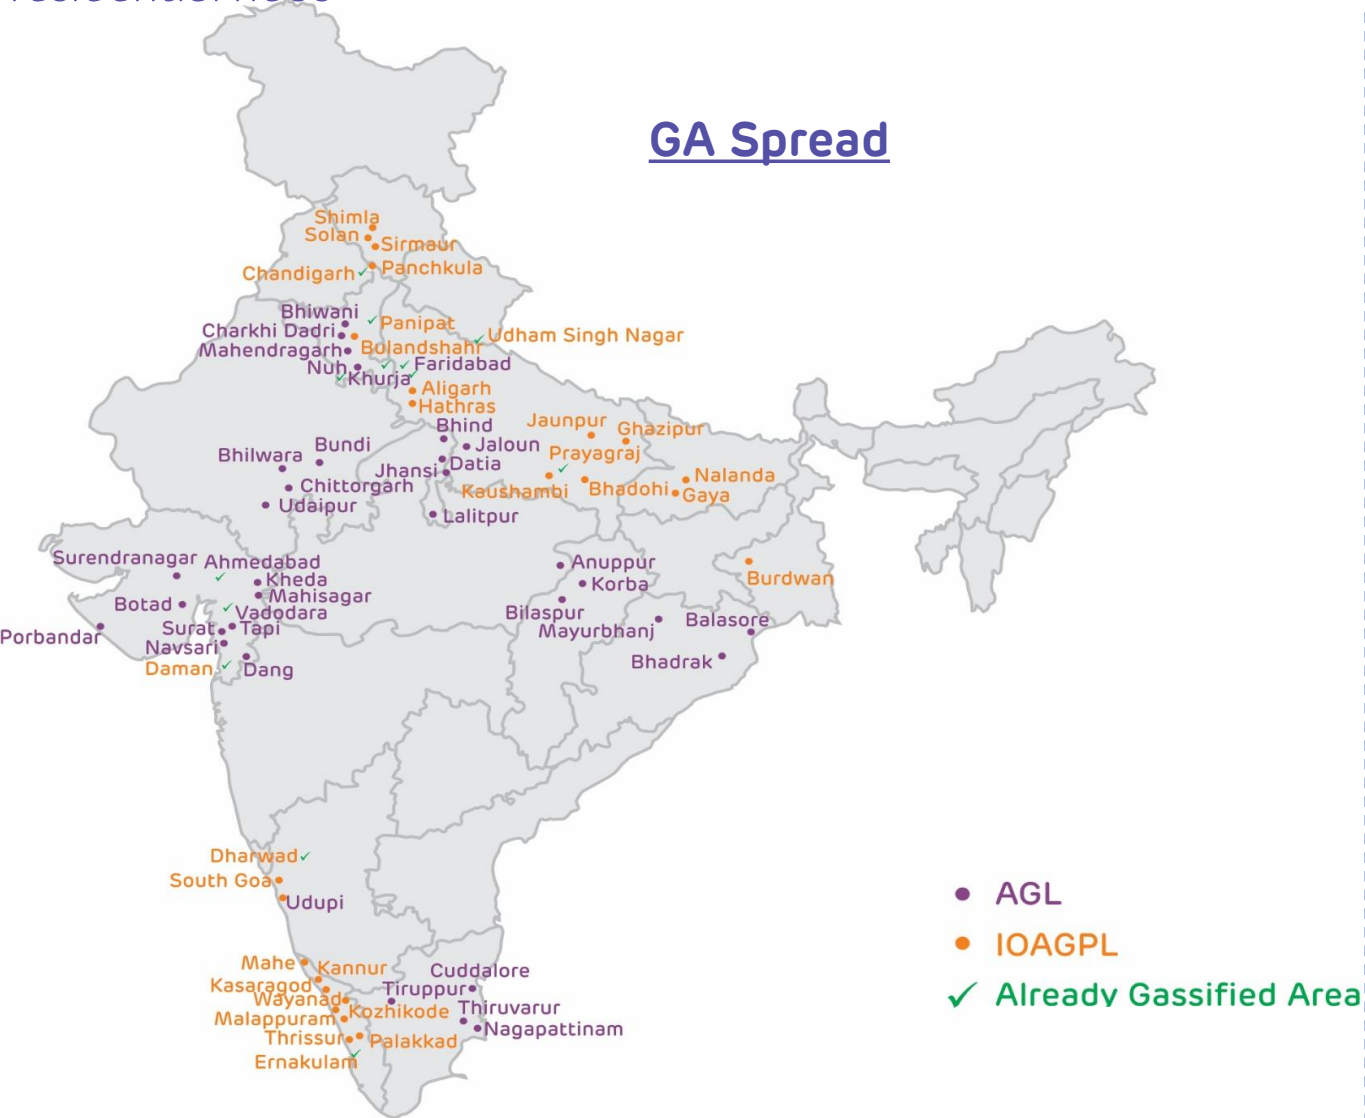 GA Spread
Shimla
Solan
Sirmaur
Chandigarh
Panchkula
Bhiwani
Panipat
Charkhi Dadri
Udham Singh Nagar
Bulandshahr
Mahendragarh
Nuh
Faridabad
Khurja
Aligarh
Hathras
Jaunpur
Bhind
Ghazipur
Bundi
Jaloun
Bhilwara
Prayagraj
Jhansi
Datia
Nalanda
Chittorgarh
Kaushambi
Bhadohi
Gaya
Udaipur
Lalitpur
Surendranagar
Ahmedabad
Anuppur
Kheda
Korba
Burdwan
Mahisagar
Botad
Vadodara
Bilaspur
Balasore
Surat
Tapi
Mayurbhanj
Porbandar
Navsari
Bhadrak
Daman
Dang
Dharwad
South Goa
Udupi
AGL
IOAGPL
Already Gassified Area
Mahe
Kannur
Cuddalore
Kasaragod
Tiruppur
Wayanad
Kozhikode
Thiruvarur
Malappuram
Nagapattinam
Thrissur
Palakkad
Ernakulam